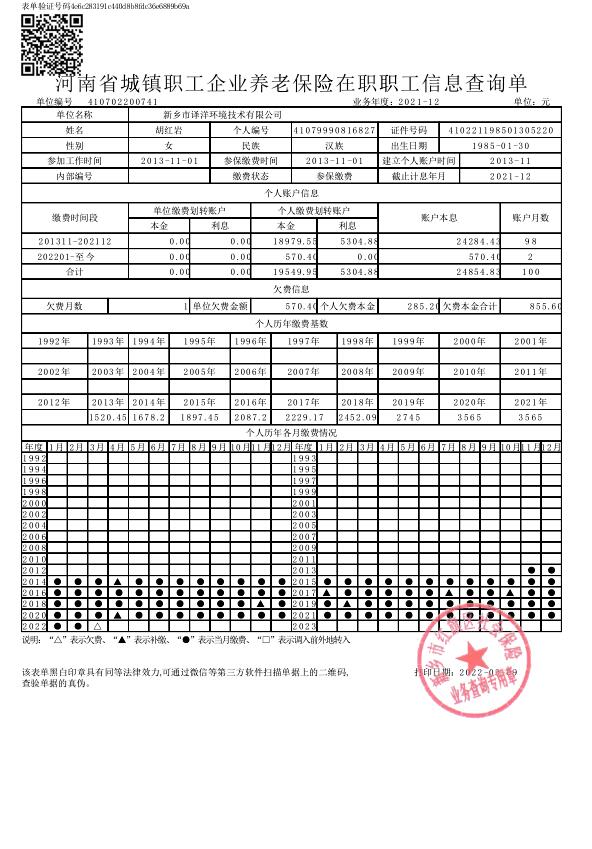 表单验证号码4e6c283191c440d8b8fdc36e6889b69a
河南省城镇职工企业养老保险在职职工信息查询单
单位编号 410702200741 业务年度：2021-12 单位：元
单位名称 新乡市译洋环境技术有限公司
姓名 胡红岩 个人编号 41079990816827 证件号码 410221198501305220
性别 女 民族 汉族 出生日期 1985-01-30
参加工作时间 2013-11-01 参保缴费时间 2013-11-01 建立个人账户时间 2013-11
内部编号 缴费状态 参保缴费 截止计息年月 2021-12
个人账户信息
缴费时间段 单位缴费划转账户 个人缴费划转账户 账户本息 账户月数
本金 利息 本金 利息
201311-202112 0.00 0.00 18979.55 5304.88 24284.43 98
202201-至今 0.00 0.00 570.40 0.00 570.40 2
合计 0.00 0.00 19549.95 5304.88 24854.83 100
欠费信息
欠费月数 1 单位欠费金额 570.40 个人欠费本金 285.20 欠费本金合计 855.60
个人历年缴费基数
1992年 1993年 1994年 1995年 1996年 1997年 1998年 1999年 2000年 2001年
2002年 2003年 2004年 2005年 2006年 2007年 2008年 2009年 2010年 2011年
2012年 2013年 2014年 2015年 2016年 2017年 2018年 2019年 2020年 2021年
1520.45 1678.2 1897.45 2087.2 2229.17 2452.09 2745 3565 3565
个人历年各月缴费情况
年度 1月 2月 3月 4月 5月 6月 7月 8月 9月 10月 11月 12月 年度 1月 2月 3月 4月 5月 6月 7月 8月 9月 10月 11月 12月
1992 1993
1994 1995
1996 1997
1998 1999
2000 2001
2002 2003
2004 2005
2006 2007
2008 2009
2010 2011
2012 2013 ● ●
2014 ● ● ● ▲ ● ● ● ● ● ● ● ● 2015 ● ● ● ● ● ● ● ● ● ● ● ●
2016 ● ● ● ● ● ● ● ● ● ● ● ● 2017 ▲ ● ● ● ● ● ▲ ● ● ▲ ● ●
2018 ● ● ● ● ● ● ● ● ● ● ▲ ● 2019 ● ▲ ● ● ● ● ● ● ● ● ● ●
2020 ● ● ● ▲ ● ● ● ● ● ● ● ● 2021 ● ● ● ● ● ● ● ● ● ● ● ●
2022 ● ● △ 2023
说明：“△”表示欠费、“▲”表示补缴、“●”表示当月缴费、“□”表示调入前外地转入
该表单黑白印章具有同等法律效力,可通过微信等第三方软件扫描单据上的二维码,
查验单据的真伪。
打印日期：2022-
新乡市红旗区社会保险
业务查询专用章